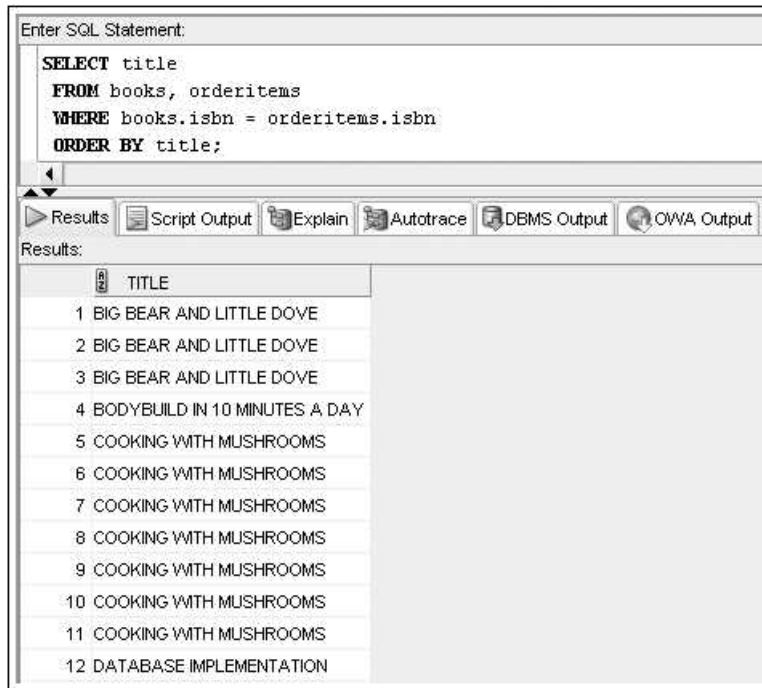 Enter SQL Statement:
SELECT title
FROM books, orderitems
WHERE books.isbn = orderitems.isbn
ORDER BY title;
Results Script Output Explain Autotrace DBMS Output OWA Output
Results:
TITLE
1 BIG BEAR AND LITTLE DOVE
2 BIG BEAR AND LITTLE DOVE
3 BIG BEAR AND LITTLE DOVE
4 BODYBUILD IN 10 MINUTES A DAY
5 COOKING WITH MUSHROOMS
6 COOKING WITH MUSHROOMS
7 COOKING WITH MUSHROOMS
8 COOKING WITH MUSHROOMS
9 COOKING WITH MUSHROOMS
10 COOKING WITH MUSHROOMS
11 COOKING WITH MUSHROOMS
12 DATABASE IMPLEMENTATION